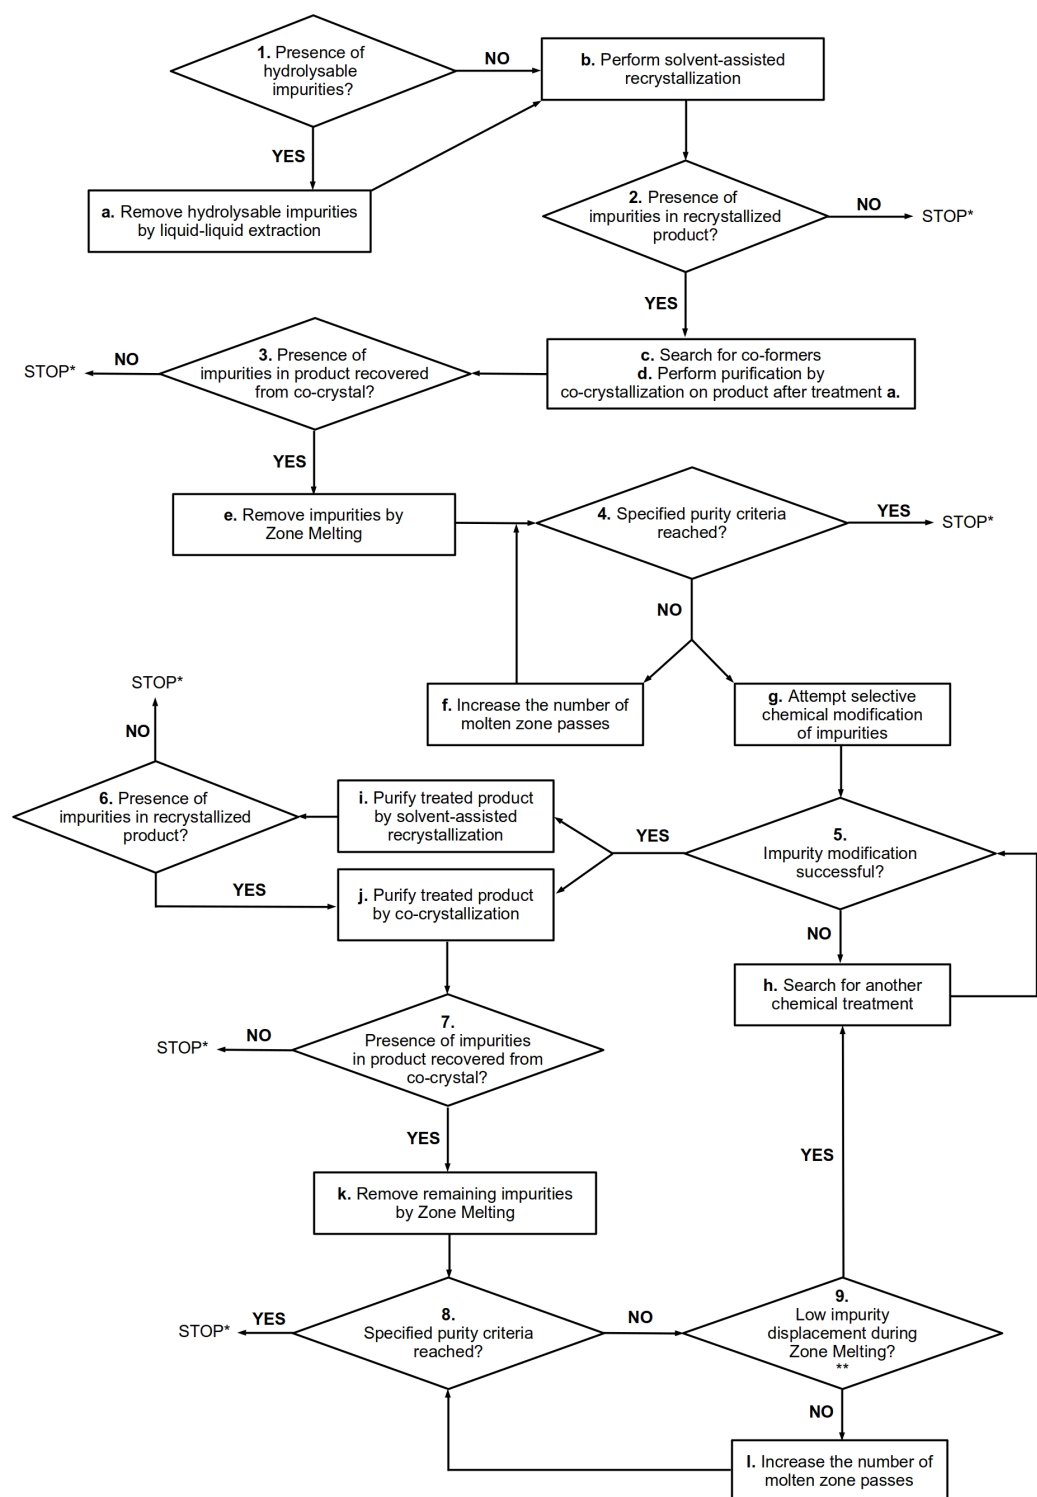 1. Presence of
hydrolysable
impurities?
NO
b. Perform solvent-assisted
recrystallization
YES
a. Remove hydrolysable impurities
by liquid-liquid extraction
2. Presence of
impurities in recrystallized
product?
NO
STOP*
YES
c. Search for co-formers
d. Perform purification by
co-crystallization on product after treatment a.
3. Presence of
impurities in product recovered
from co-crystal?
NO
STOP*
YES
e. Remove impurities by
Zone Melting
4. Specified purity criteria
reached?
YES
STOP*
NO
f. Increase the number of
molten zone passes
g. Attempt selective
chemical modification
of impurities
STOP*
NO
6. Presence of
impurities in recrystallized
product?
i. Purify treated product
by solvent-assisted
recrystallization
YES
5.
Impurity modification
successful?
YES
j. Purify treated product
by co-crystallization
NO
h. Search for another
chemical treatment
7.
Presence of impurities
in product recovered from
co-crystal?
NO
STOP*
YES
YES
k. Remove remaining impurities
by Zone Melting
8.
Specified purity criteria
reached?
YES
STOP*
NO
9.
Low impurity
displacement during
Zone Melting?
**
NO
l. Increase the number of
molten zone passes